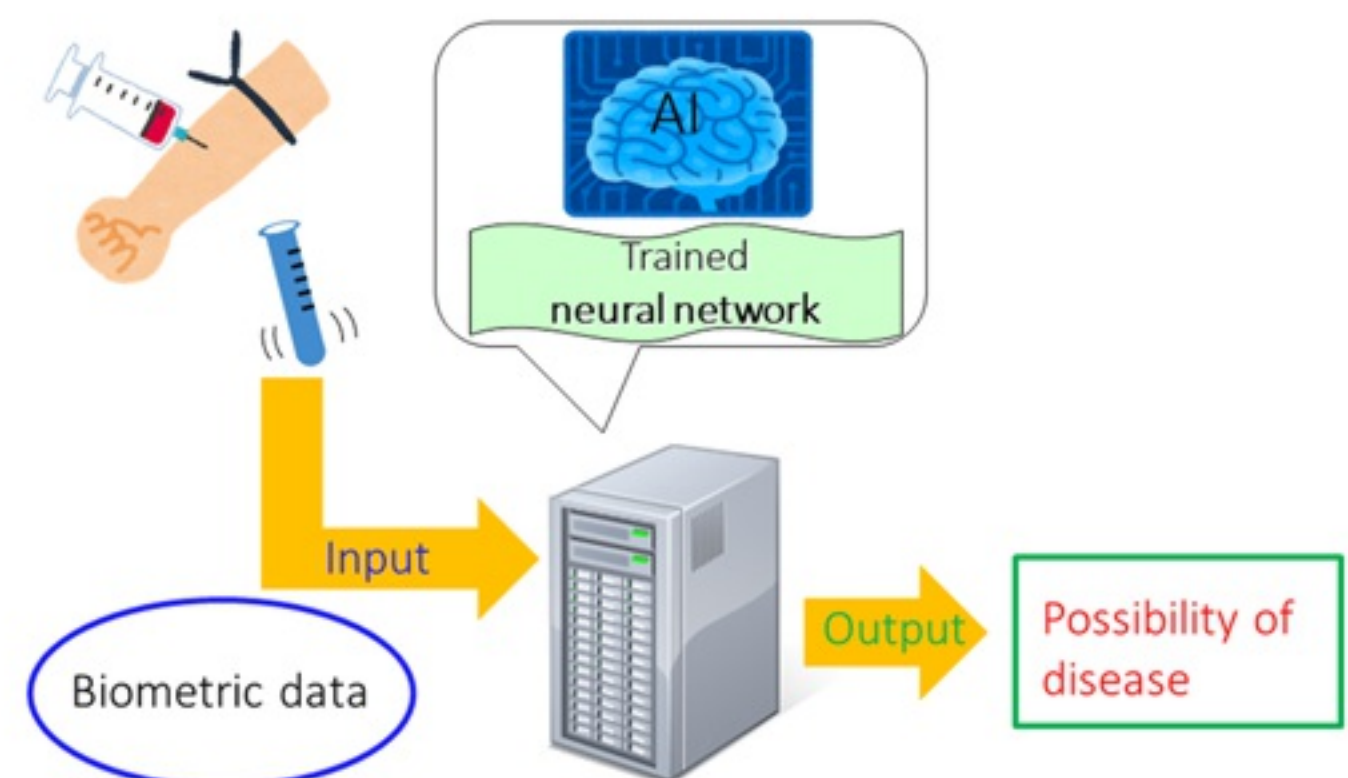 AI
Trained
neural network
Input
Biometric data
Output
Possibility of
disease